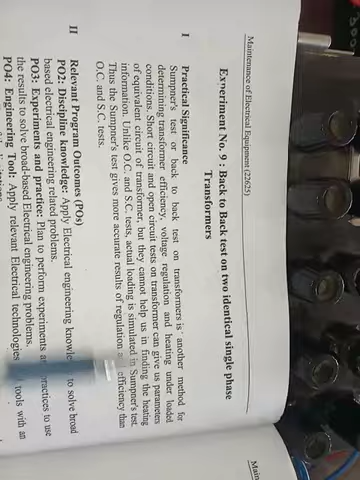 Maintenance of Electrical Equipment (22625)
Experiment No. 9 : Back to Back test on two identical single phase
Transformers
I Practical Significance
Sumpner's test or back to back test on transformers is another method for
determining transformer efficiency, voltage regulation and heating under loaded
conditions. Short circuit and open circuit tests on transformer can give us parameters
of equivalent circuit of transformer, but they cannot help us in finding the heating
information. Unlike O.C. and S.C. tests, actual loading is simulated in Sumpner's test.
Thus the Sumpner's test gives more accurate results of regulation efficiency than
O.C. and S.C. tests.
II Relevant Program Outcomes (POs)
PO2: Discipline knowledge: Apply Electrical engineering to solve broad
based electrical engineering related problems.
PO3: Experiments and practice: Plan to perform experiments practices to use
the results to solve broad-based Electrical engineering problems.
PO4: Engineering Tool: Apply relevant Electrical technologies tools with an
Main